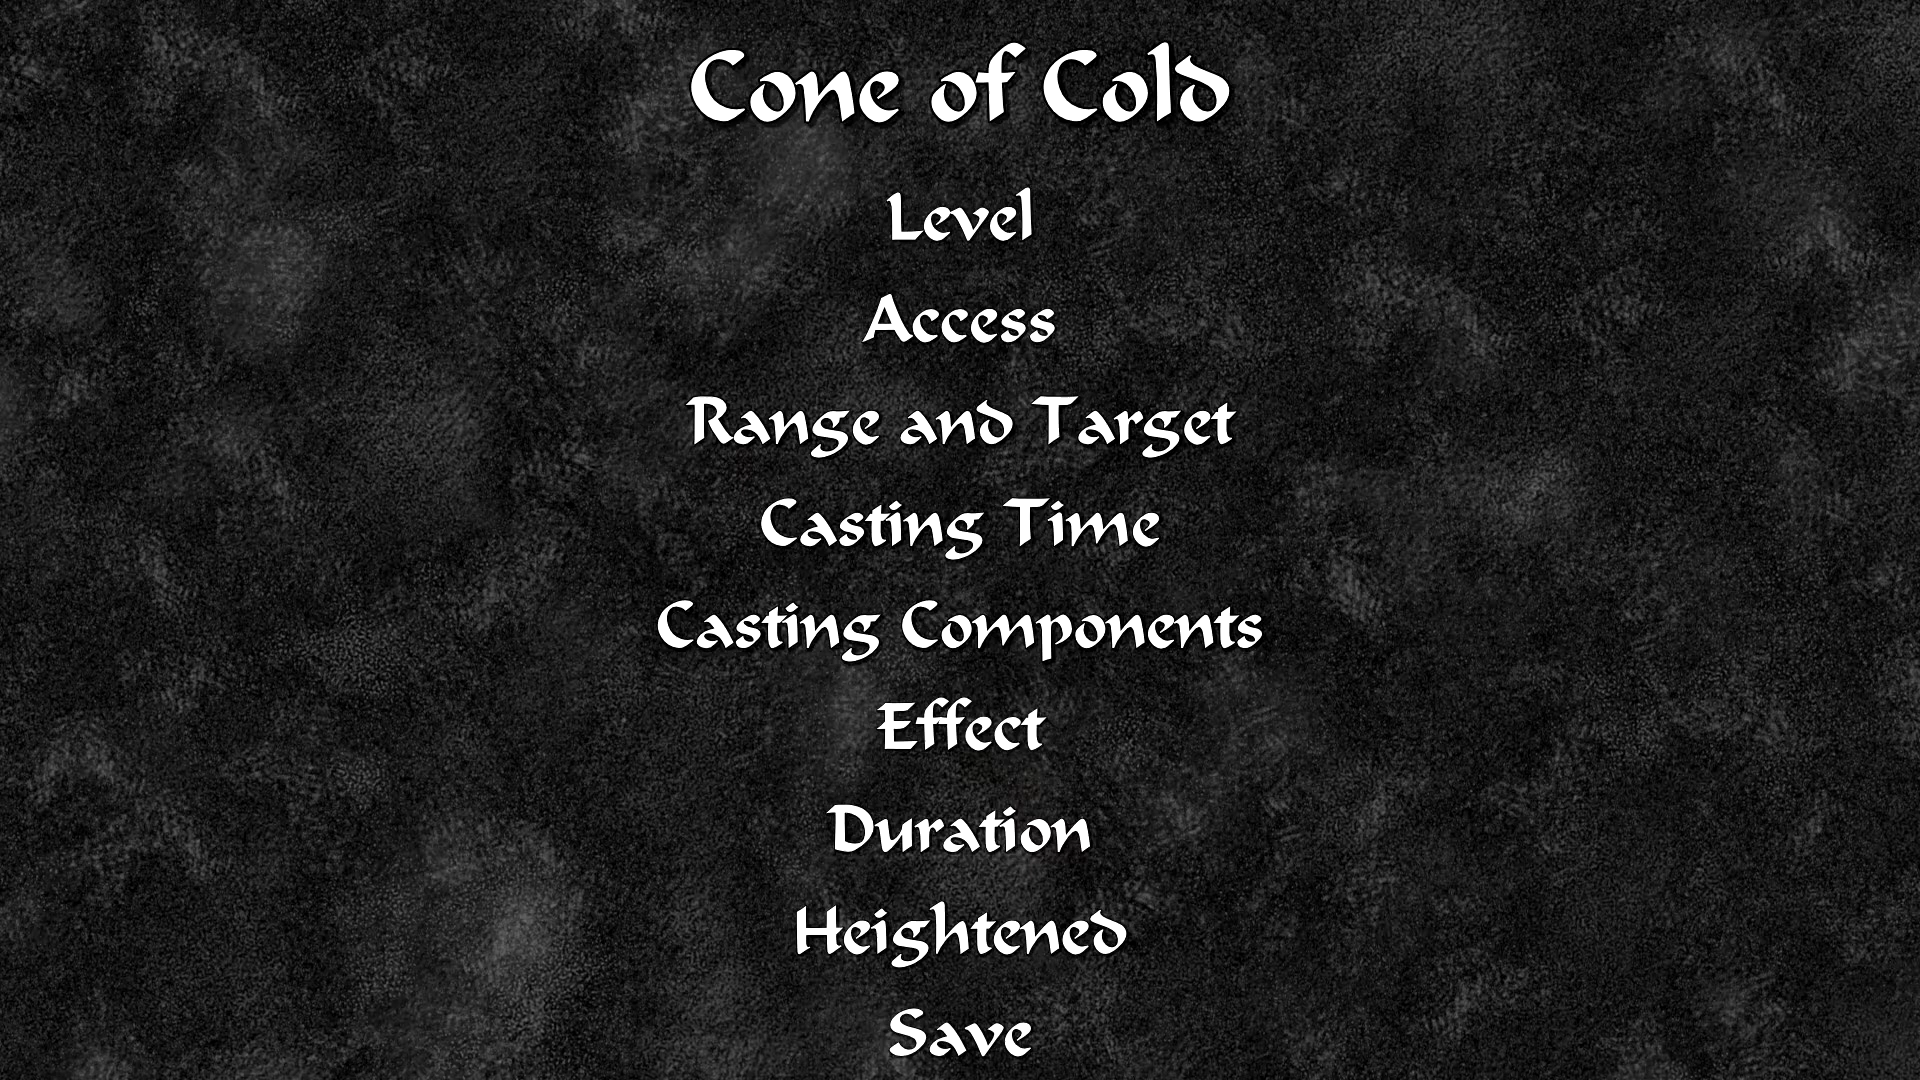 Cone of Cold
Level
Access
Range and Target
Casting Time
Casting Components
Effect
Duration
Heightened
Save